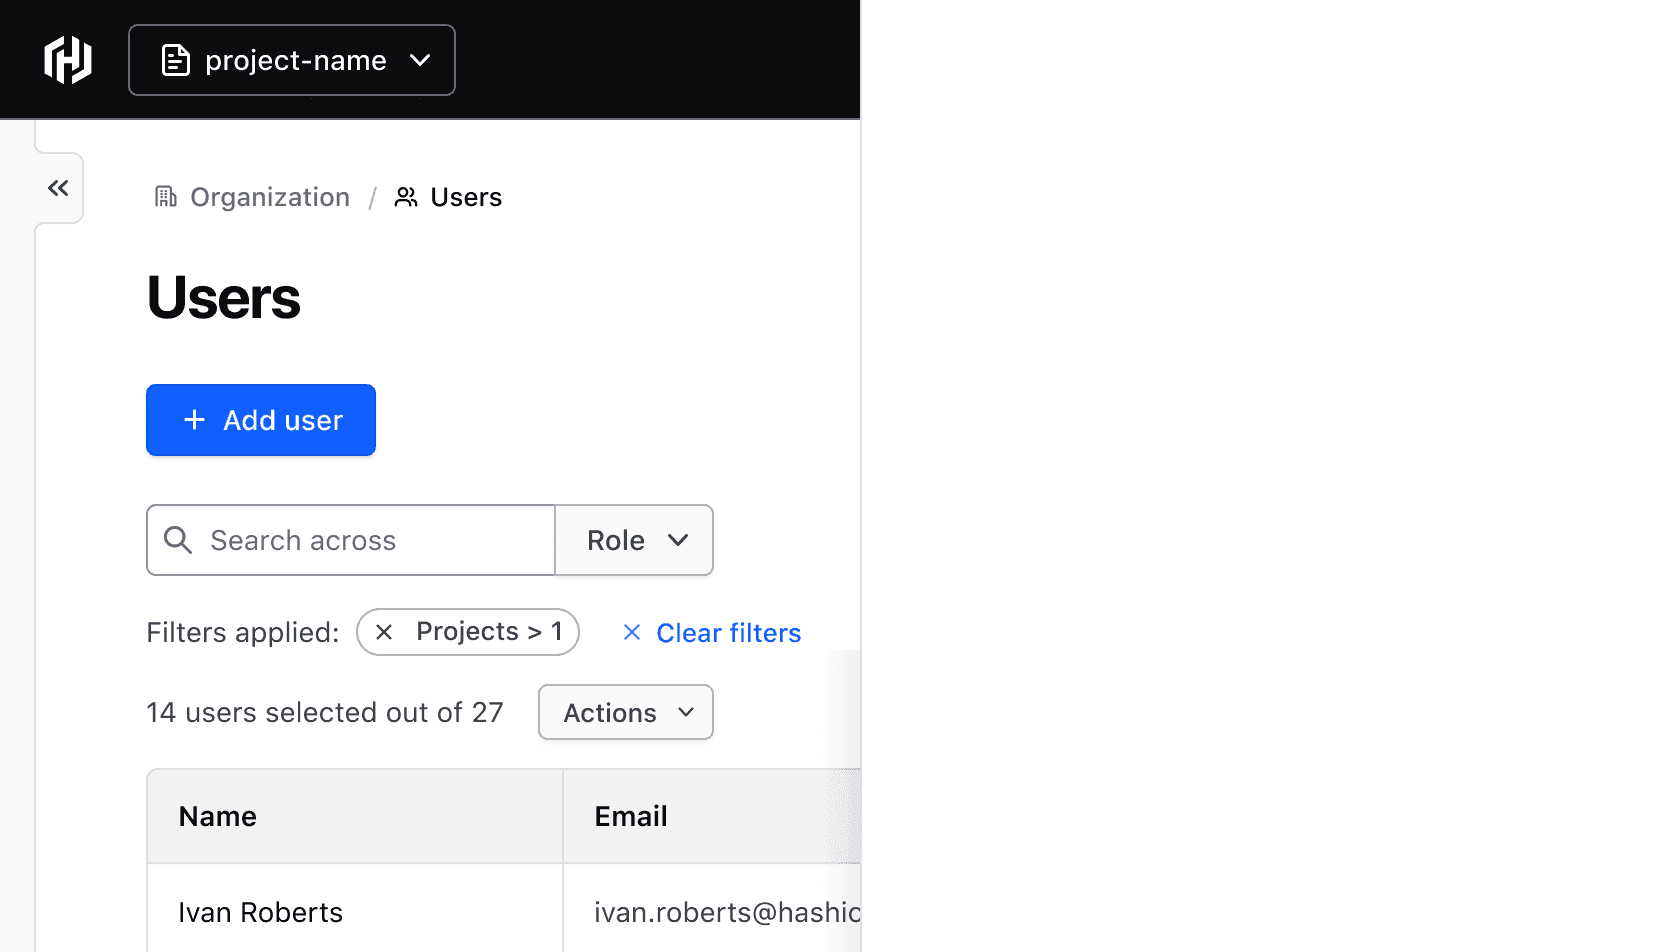 project-name
Organization / Users
Users
+ Add user
Search across
Role
Filters applied: Projects > 1 Clear filters
14 users selected out of 27 Actions
Name Email
Ivan Roberts ivan.roberts@hashic